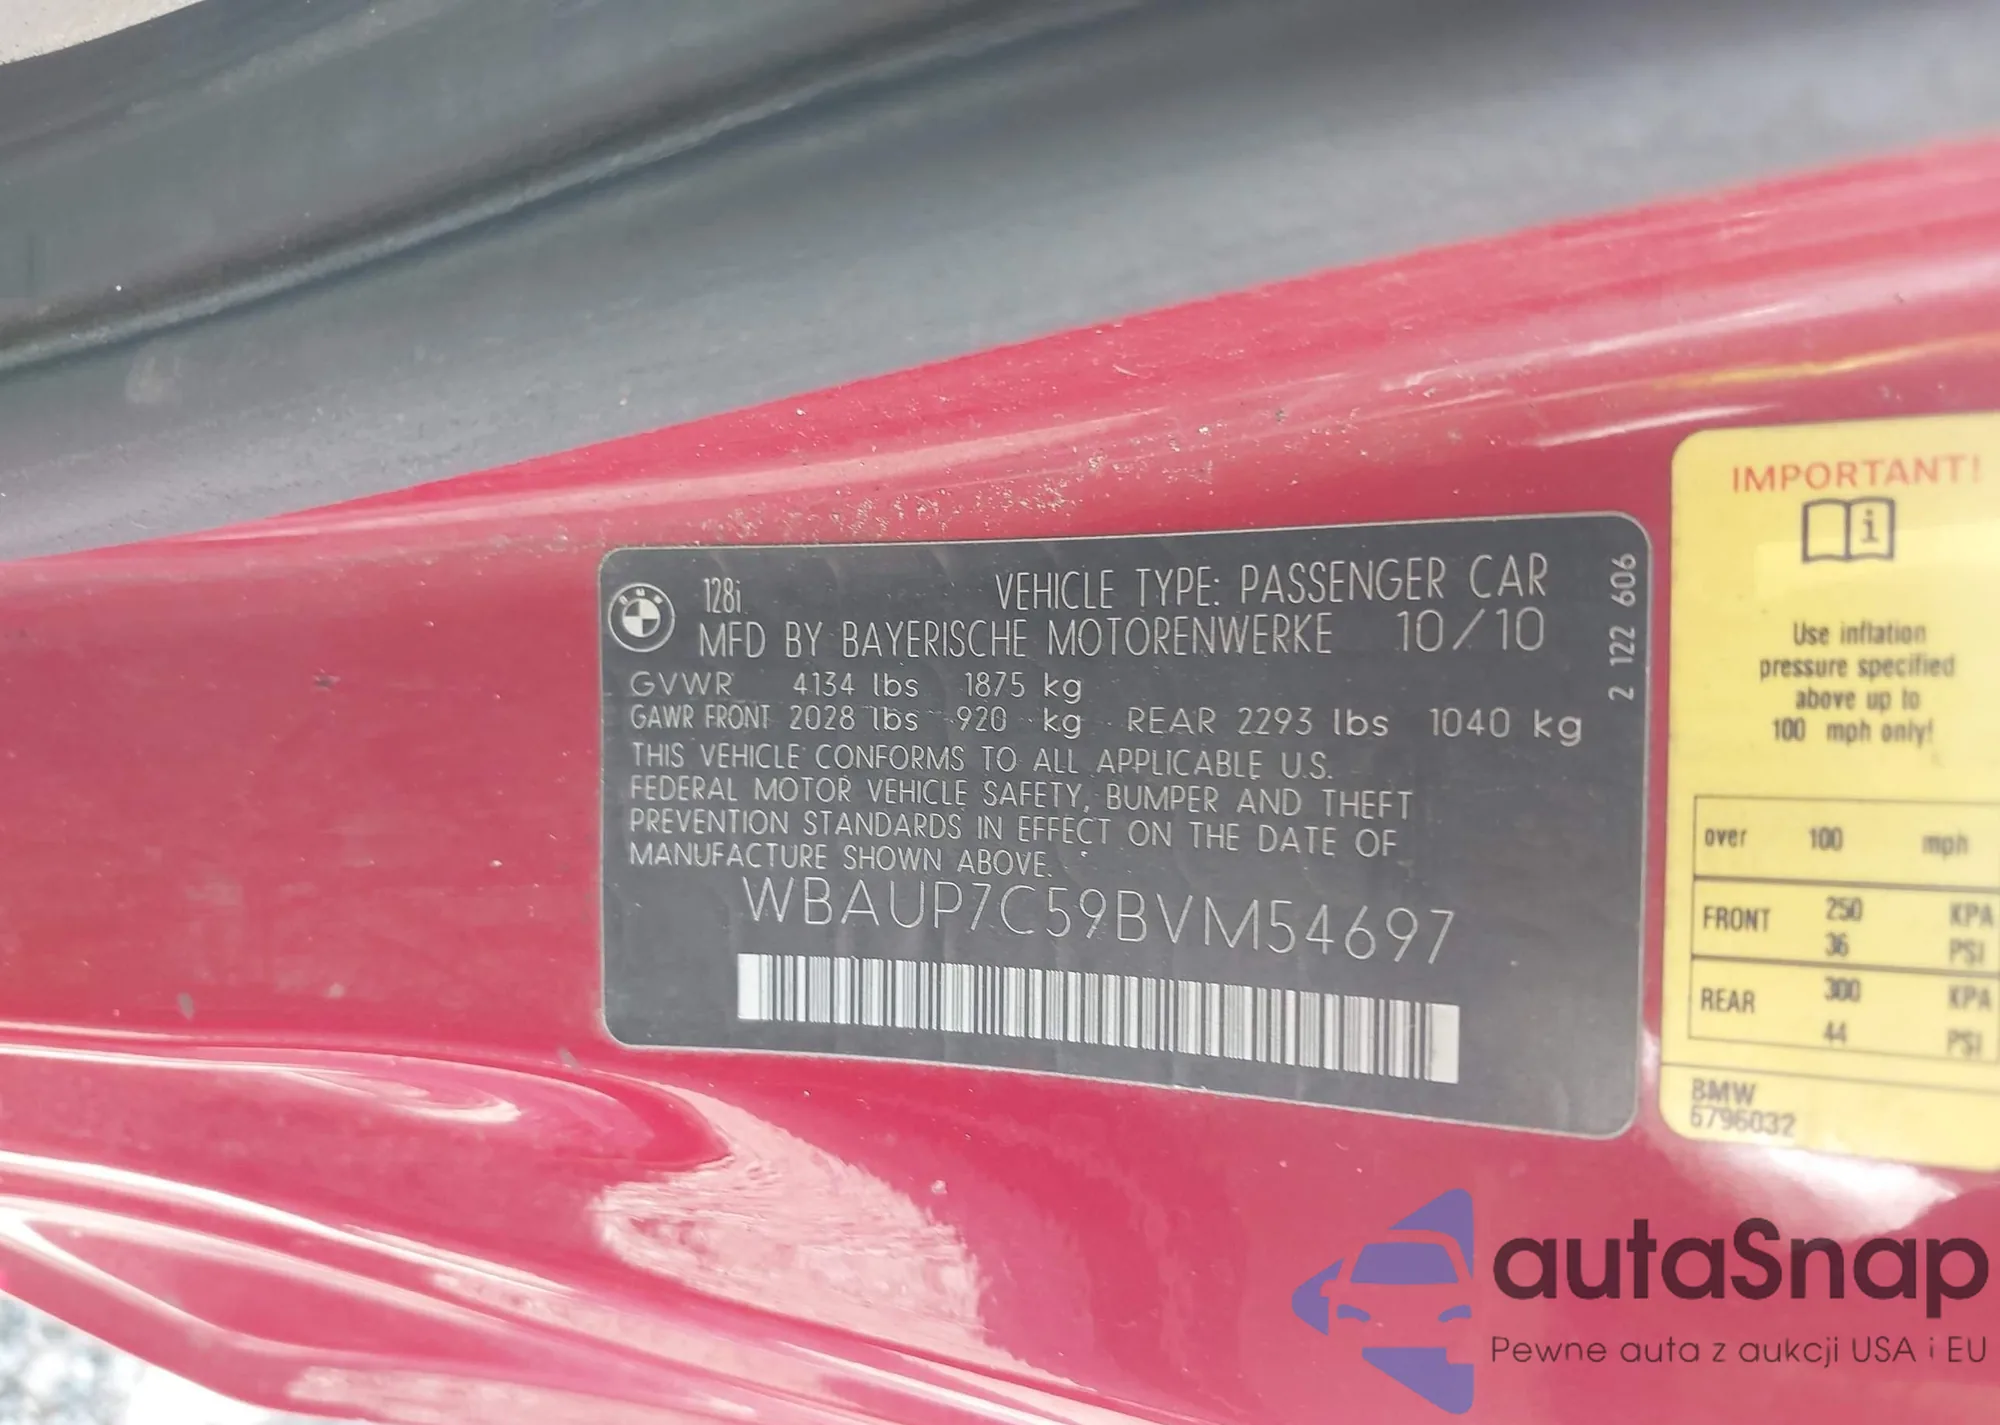 BMW
128i VEHICLE TYPE: PASSENGER CAR
MFD BY BAYERISCHE MOTORENWERKE 10/10
GVWR 4134 lbs 1875 kg
GAWR FRONT 2028 lbs 920 kg REAR 2293 lbs 1040 kg
THIS VEHICLE CONFORMS TO ALL APPLICABLE U.S.
FEDERAL MOTOR VEHICLE SAFETY, BUMPER AND THEFT
PREVENTION STANDARDS IN EFFECT ON THE DATE OF
MANUFACTURE SHOWN ABOVE.
WBAUP7C59BVM54697
2 122 606
IMPORTANT!
i
Use inflation
pressure specified
above up to
100 mph only!
over 100 mph
FRONT 250 KPA
36 PSI
REAR 300 KPA
44 PSI
BMW
6796032
autaSnap
Pewne auta z aukcji USA i EU